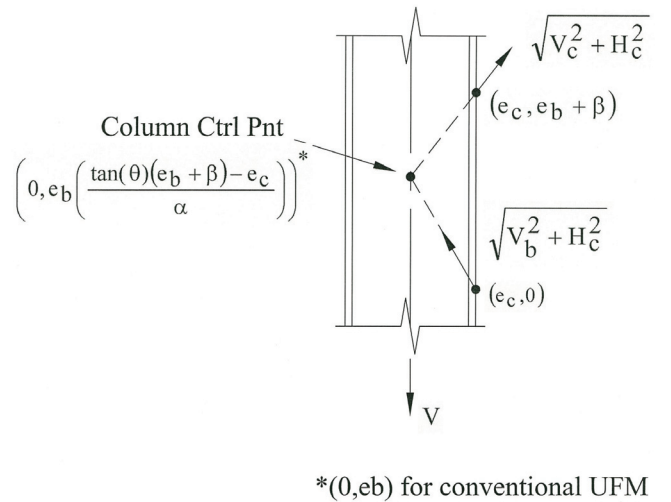 √(V_c^2 + H_c^2)
(e_c, e_b + β)
Column Ctrl Pnt
(0, e_b((tan(θ)(e_b + β) − e_c)/α))*
√(V_b^2 + H_c^2)
(e_c, 0)
V
*(0,eb) for conventional UFM